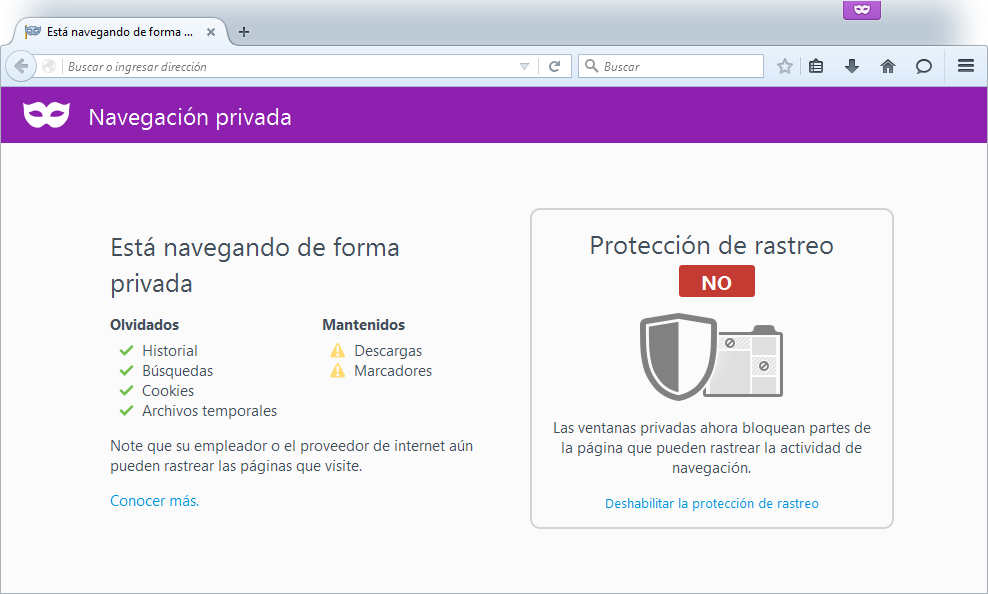 Está navegando de forma ...
Buscar o ingresar dirección
Buscar
Navegación privada
Está navegando de forma
privada
Olvidados
Historial
Búsquedas
Cookies
Archivos temporales
Mantenidos
Descargas
Marcadores
Note que su empleador o el proveedor de internet aún
pueden rastrear las páginas que visite.
Conocer más.
Protección de rastreo
NO
Las ventanas privadas ahora bloquean partes de
la página que pueden rastrear la actividad de
navegación.
Deshabilitar la protección de rastreo